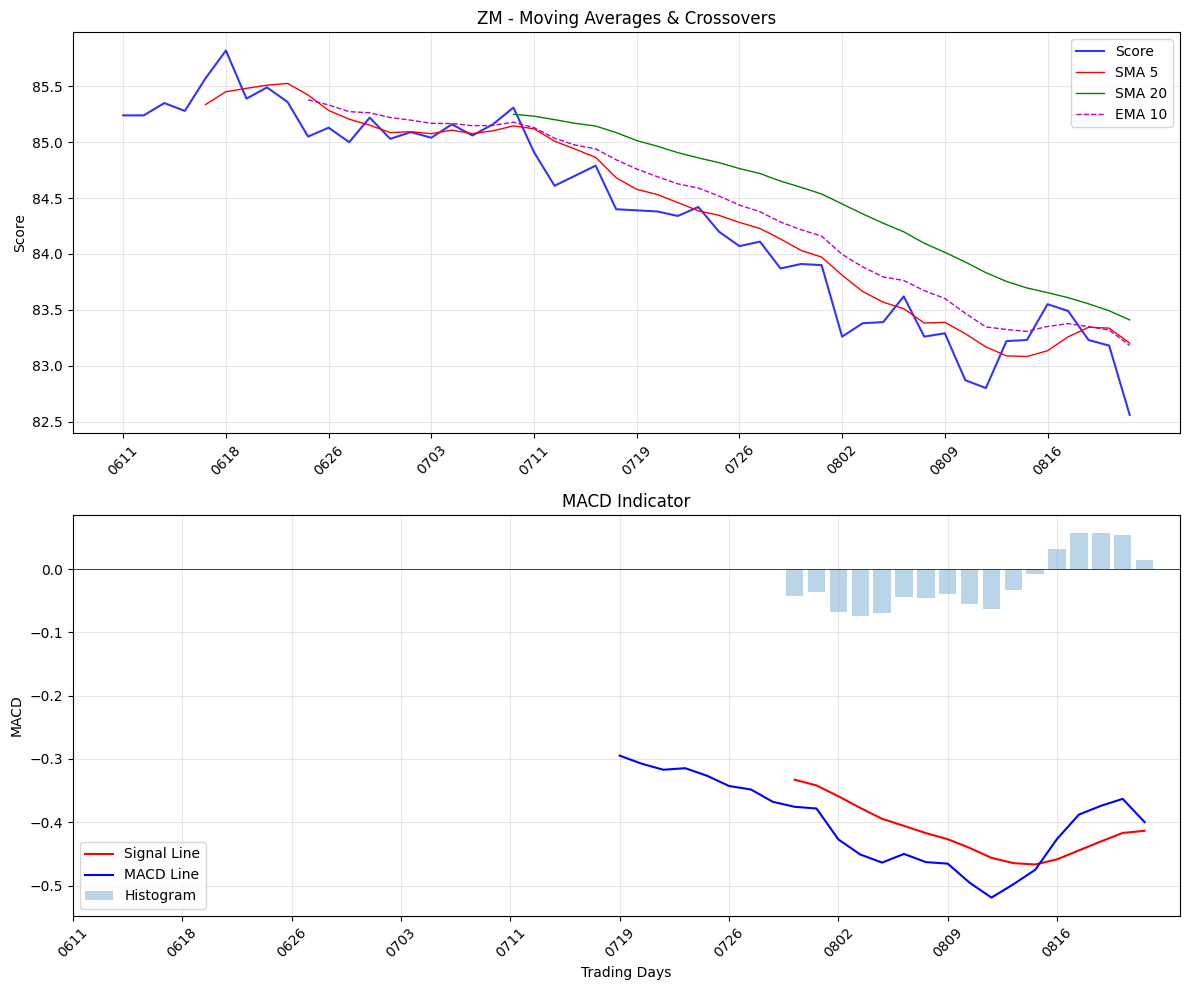 ZM - Moving Averages & Crossovers
Score
85.5
85.0
84.5
84.0
83.5
83.0
82.5
Score
SMA 5
SMA 20
EMA 10
0611
0618
0626
0703
0711
0719
0726
0802
0809
0816
MACD Indicator
MACD
0.0
−0.1
−0.2
−0.3
−0.4
−0.5
Signal Line
MACD Line
Histogram
0611
0618
0626
0703
0711
0719
0726
0802
0809
0816
Trading Days